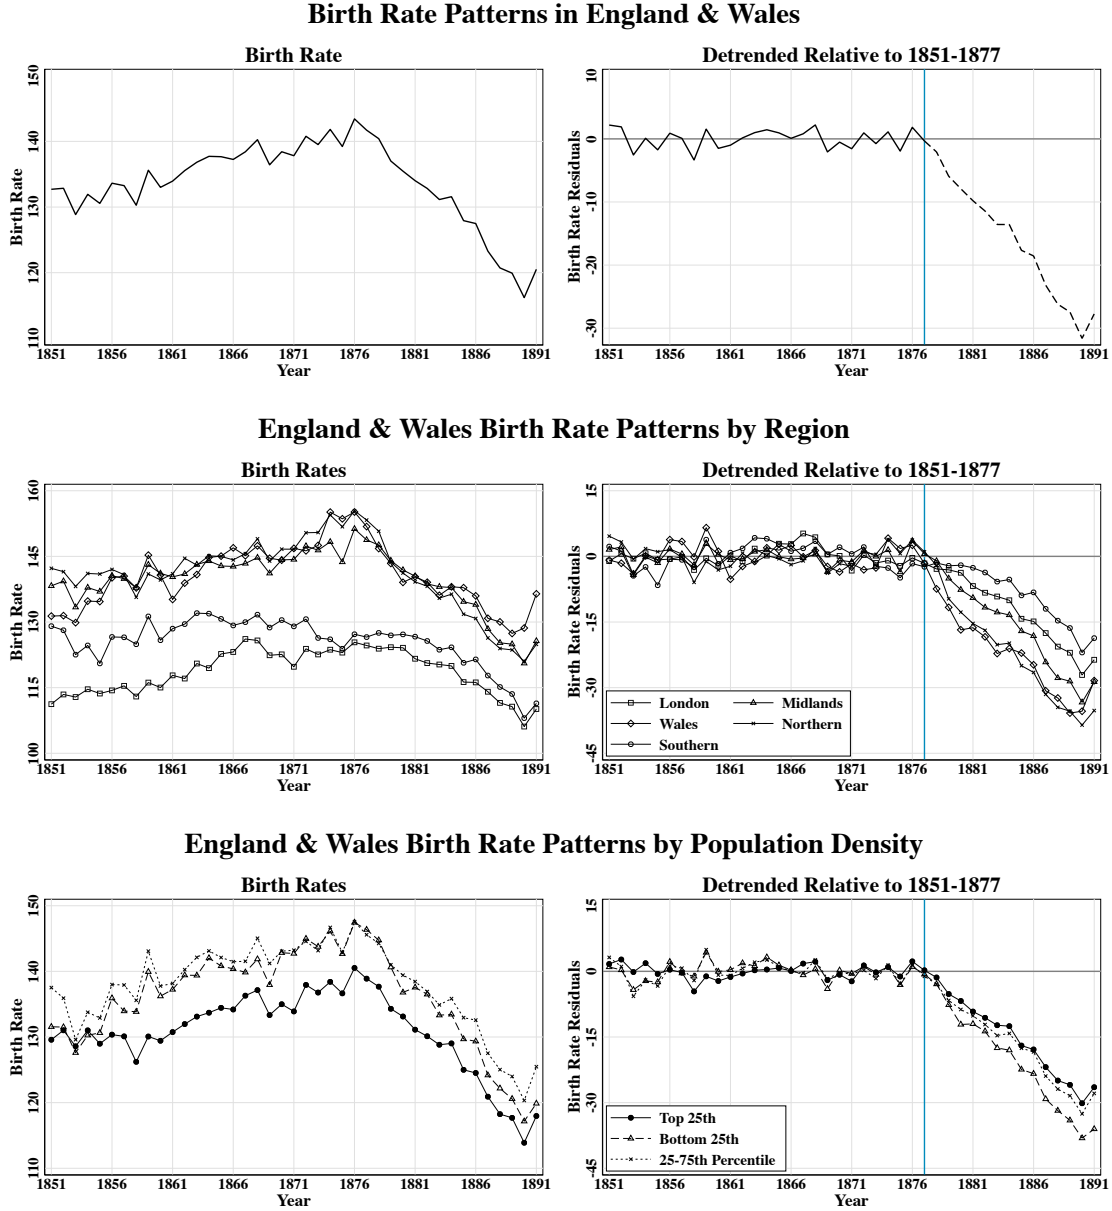 Birth Rate Patterns in England & Wales
Birth Rate
Detrended Relative to 1851-1877
Birth Rate
150
140
130
120
110
1851 1856 1861 1866 1871 1876 1881 1886 1891
Year
Birth Rate Residuals
10
0
-10
-20
-30
1851 1856 1861 1866 1871 1876 1881 1886 1891
Year
England & Wales Birth Rate Patterns by Region
Birth Rates
Detrended Relative to 1851-1877
Birth Rate
160
145
130
115
100
1851 1856 1861 1866 1871 1876 1881 1886 1891
Year
Birth Rate Residuals
15
0
-15
-30
-45
London Midlands
Wales Northern
Southern
1851 1856 1861 1866 1871 1876 1881 1886 1891
Year
England & Wales Birth Rate Patterns by Population Density
Birth Rates
Detrended Relative to 1851-1877
Birth Rate
150
140
130
120
110
1851 1856 1861 1866 1871 1876 1881 1886 1891
Year
Birth Rate Residuals
15
0
-15
-30
-45
Top 25th
Bottom 25th
25-75th Percentile
1851 1856 1861 1866 1871 1876 1881 1886 1891
Year